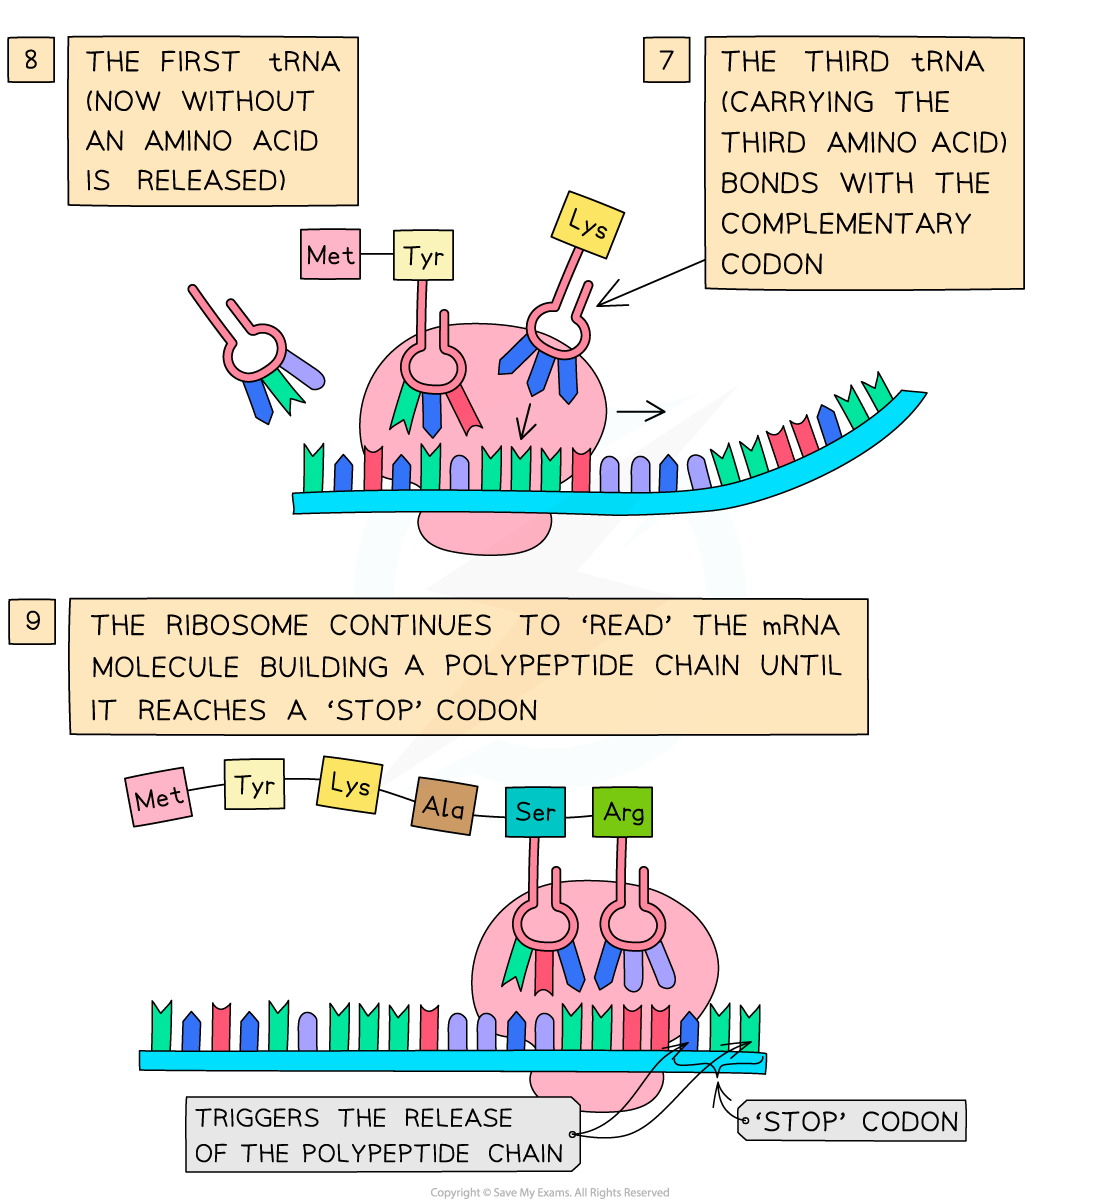 8
THE FIRST tRNA
(NOW WITHOUT
AN AMINO ACID
IS RELEASED)
7
THE THIRD tRNA
(CARRYING THE
THIRD AMINO ACID)
BONDS WITH THE
COMPLEMENTARY
CODON
Lys
Met
Tyr
9
THE RIBOSOME CONTINUES TO ‘READ’ THE mRNA
MOLECULE BUILDING A POLYPEPTIDE CHAIN UNTIL
IT REACHES A ‘STOP’ CODON
Met
Tyr
Lys
Ala
Ser
Arg
TRIGGERS THE RELEASE
OF THE POLYPEPTIDE CHAIN
‘STOP’ CODON
Copyright © Save My Exams. All Rights Reserved